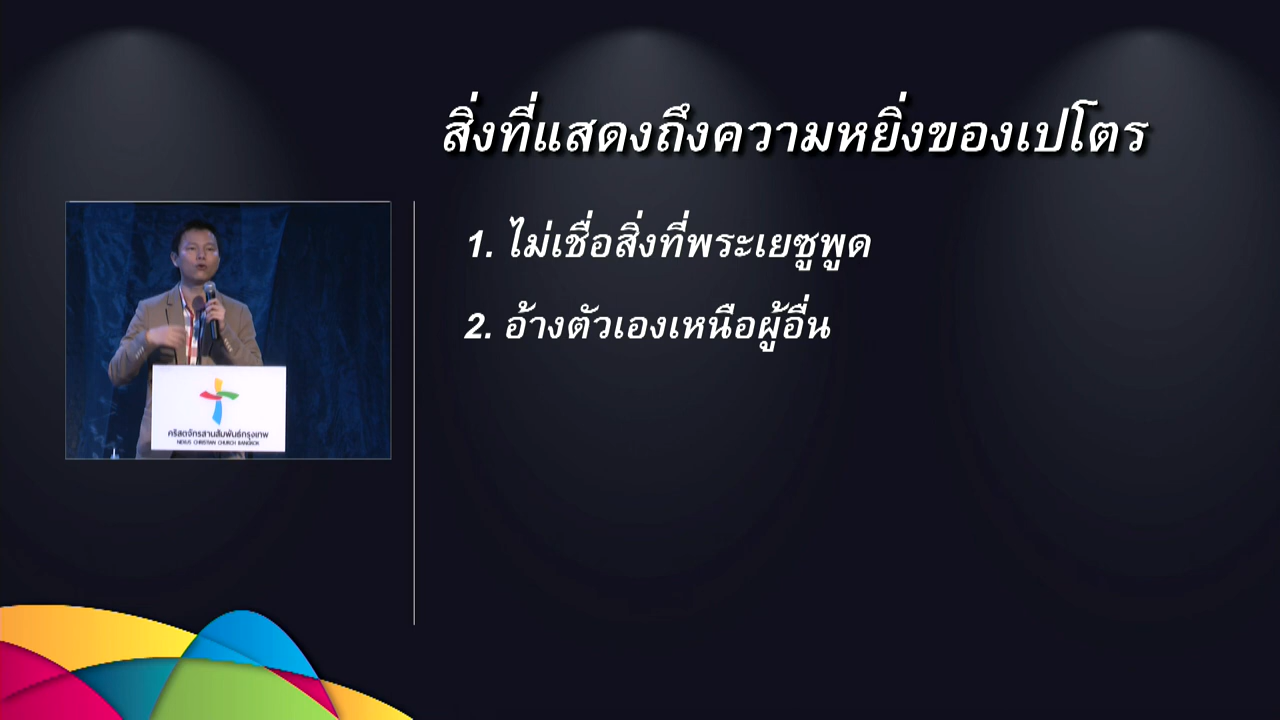 สิ่งที่แสดงถึงความหยิ่งของเปโตร
1. ไม่เชื่อสิ่งที่พระเยซูพูด
2. อ้างตัวเองเหนือผู้อื่น
คริสตจักรสานสัมพันธ์กรุงเทพ
NEXUS CHRISTIAN CHURCH BANGKOK